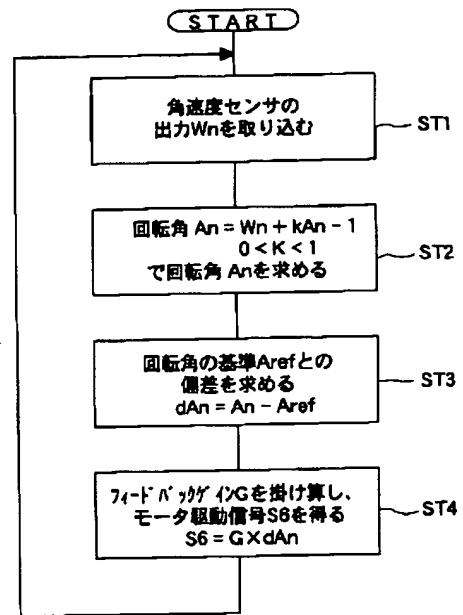 START
角速度センサの
出力Wnを取り込む
ST1
回転角 An = Wn + kAn - 1
0 < K < 1
で回転角 Anを求める
ST2
回転角の基準Arefとの
偏差を求める
dAn = An - Aref
ST3
フィードバックゲインGを掛け算し、
モータ駆動信号S6を得る
S6 = G×dAn
ST4